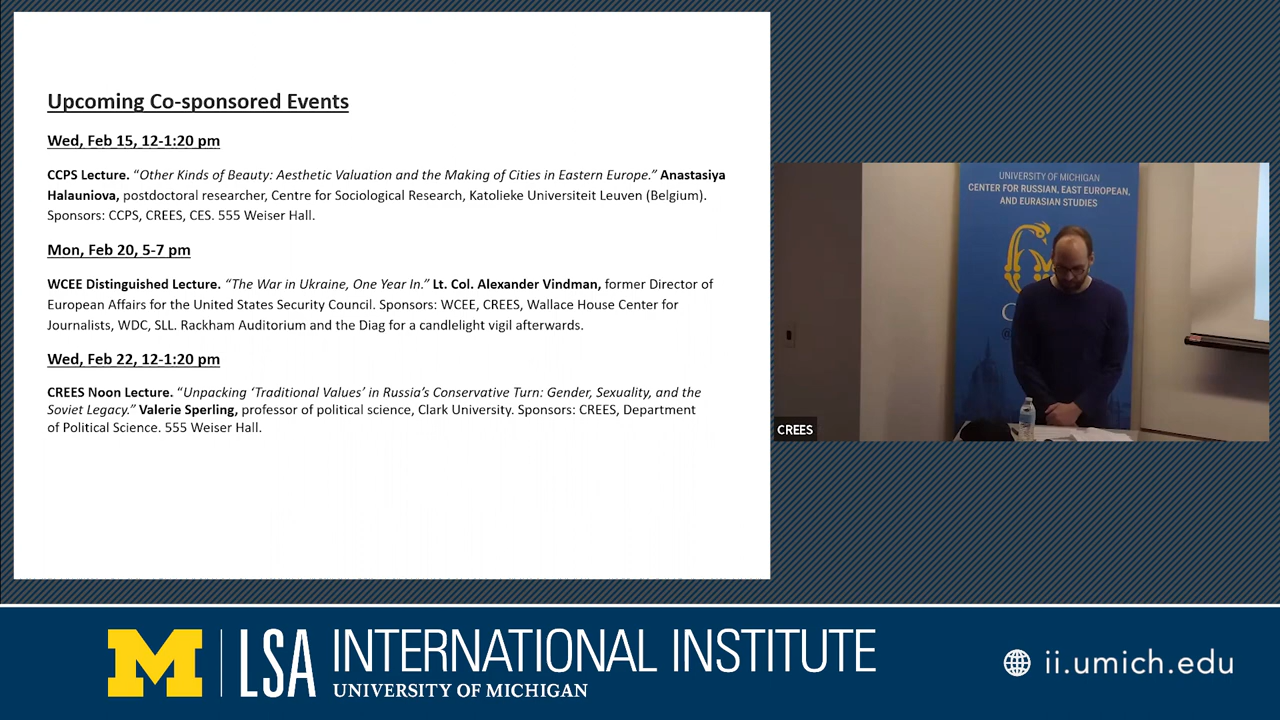 Upcoming Co-sponsored Events
Wed, Feb 15, 12-1:20 pm
CCPS Lecture. “Other Kinds of Beauty: Aesthetic Valuation and the Making of Cities in Eastern Europe.” Anastasiya
Halauniova, postdoctoral researcher, Centre for Sociological Research, Katolieke Universiteit Leuven (Belgium).
Sponsors: CCPS, CREES, CES. 555 Weiser Hall.
Mon, Feb 20, 5-7 pm
WCEE Distinguished Lecture. “The War in Ukraine, One Year In.” Lt. Col. Alexander Vindman, former Director of
European Affairs for the United States Security Council. Sponsors: WCEE, CREES, Wallace House Center for
Journalists, WDC, SLL. Rackham Auditorium and the Diag for a candlelight vigil afterwards.
Wed, Feb 22, 12-1:20 pm
CREES Noon Lecture. “Unpacking ‘Traditional Values’ in Russia’s Conservative Turn: Gender, Sexuality, and the
Soviet Legacy.” Valerie Sperling, professor of political science, Clark University. Sponsors: CREES, Department
of Political Science. 555 Weiser Hall.
UNIVERSITY OF MICHIGAN
CENTER FOR RUSSIAN, EAST EUROPEAN,
AND EURASIAN STUDIES
CREES
M LSA INTERNATIONAL INSTITUTE
UNIVERSITY OF MICHIGAN
ii.umich.edu